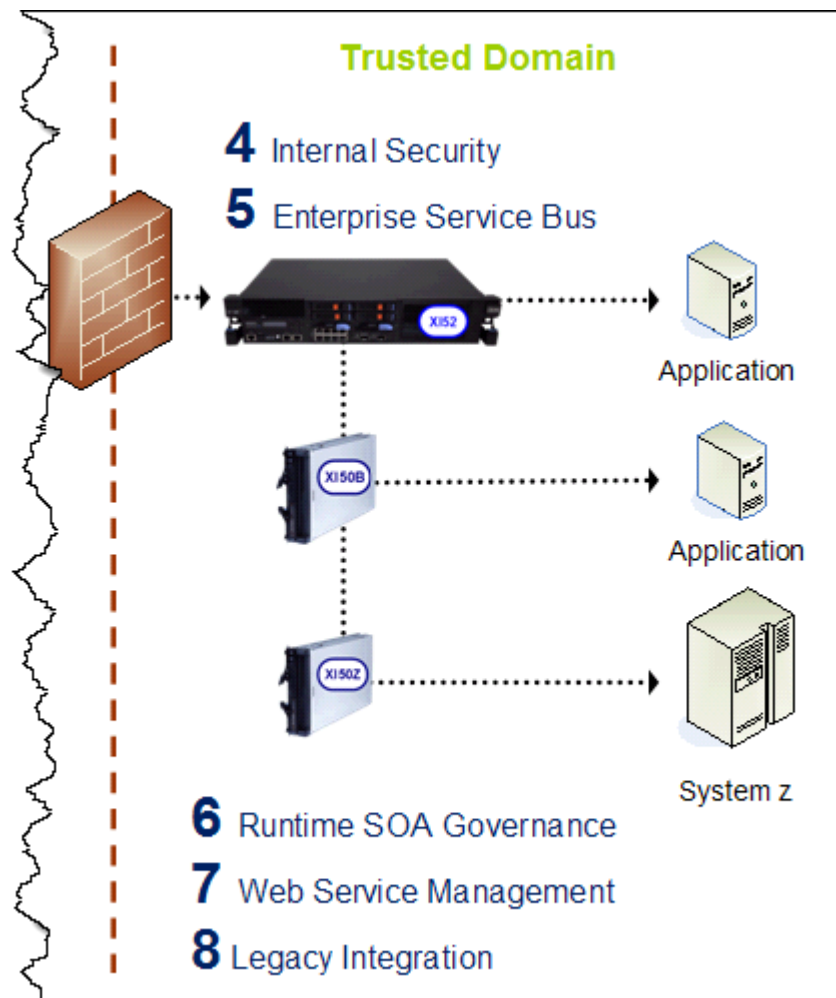 Trusted Domain
4 Internal Security
5 Enterprise Service Bus
XI52
Application
XI50B
Application
XI50Z
System z
6 Runtime SOA Governance
7 Web Service Management
8 Legacy Integration